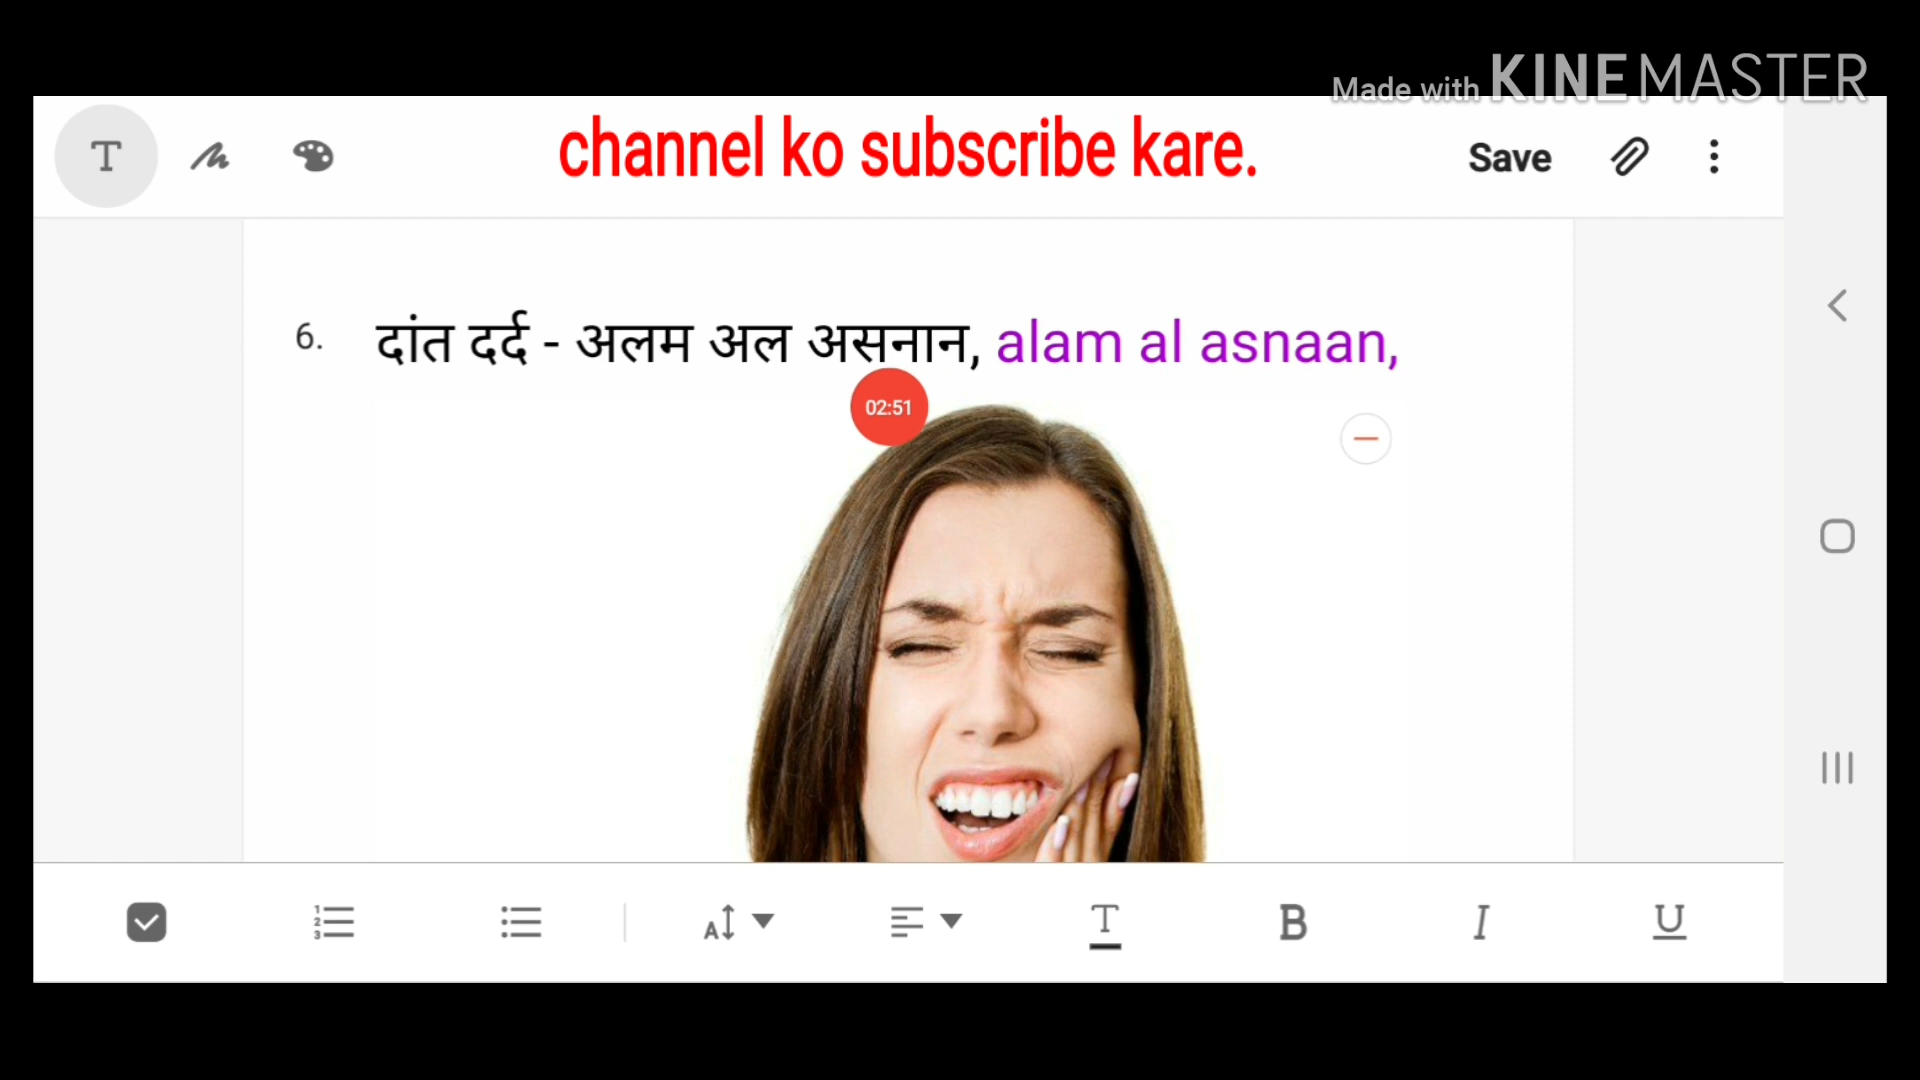 Made with KINEMASTER
channel ko subscribe kare.
Save
6. दांत दर्द - अलम अल असनान, alam al asnaan,
02:51